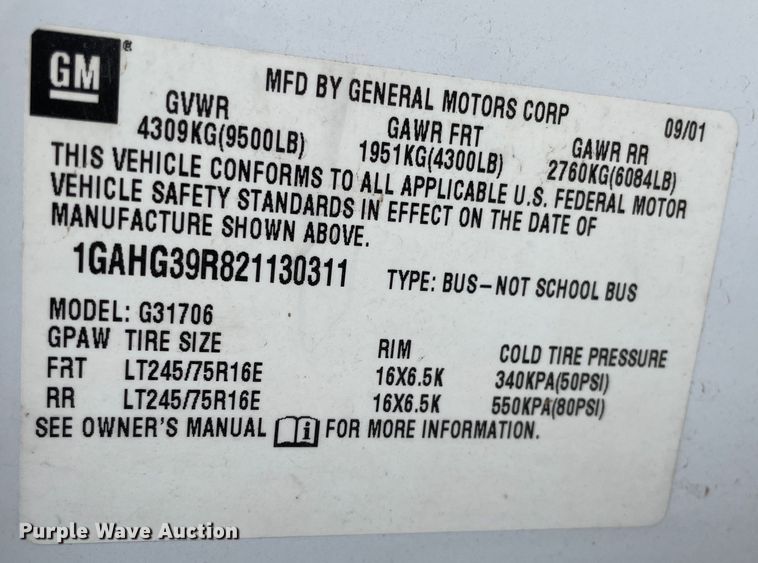 GM ®
MFD BY GENERAL MOTORS CORP 09/01
GVWR GAWR FRT GAWR RR
4309KG(9500LB) 1951KG(4300LB) 2760KG(6084LB)
THIS VEHICLE CONFORMS TO ALL APPLICABLE U.S. FEDERAL MOTOR
VEHICLE SAFETY STANDARDS IN EFFECT ON THE DATE OF
MANUFACTURE SHOWN ABOVE.
1GAHG39R821130311 TYPE: BUS-NOT SCHOOL BUS
MODEL: G31706
GPAW TIRE SIZE RIM COLD TIRE PRESSURE
FRT LT245/75R16E 16X6.5K 340KPA(50PSI)
RR LT245/75R16E 16X6.5K 550KPA(80PSI)
SEE OWNER'S MANUAL i FOR MORE INFORMATION.
Purple Wave Auction